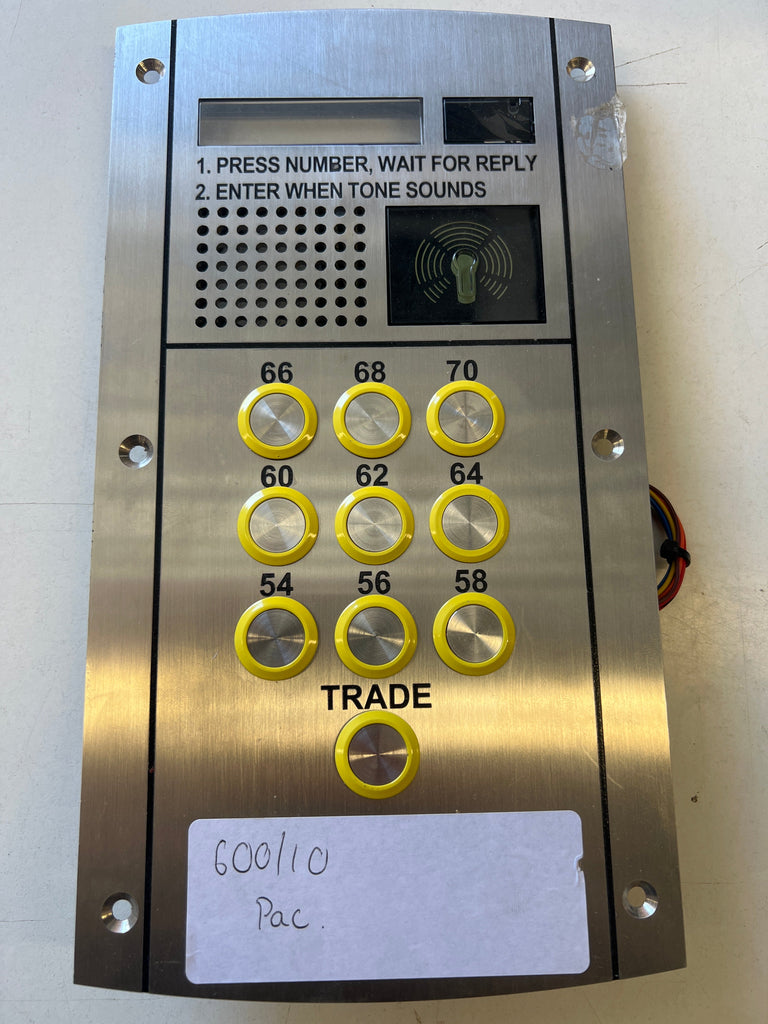 1. PRESS NUMBER, WAIT FOR REPLY
2. ENTER WHEN TONE SOUNDS
66 68 70
60 62 64
54 56 58
TRADE
600/10
Pac.